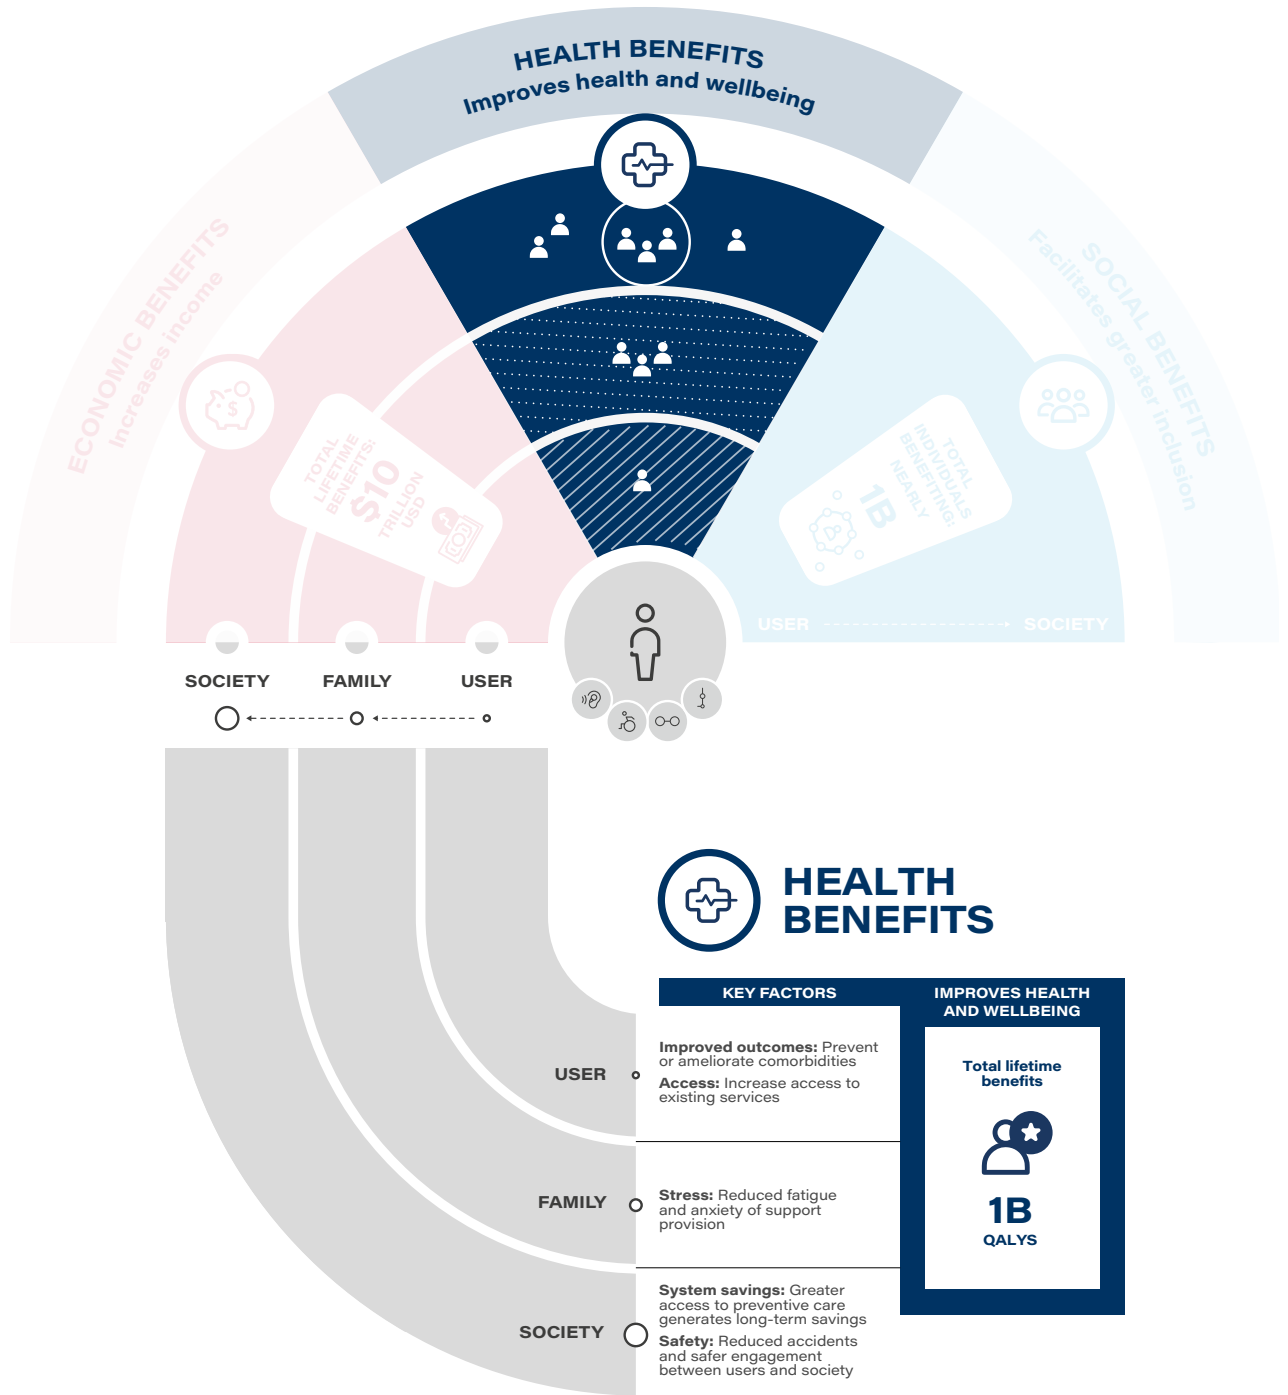 HEALTH BENEFITS
Improves health and wellbeing
ECONOMIC BENEFITS
Increases income
SOCIAL BENEFITS
Facilitates greater inclusion
TOTAL
LIFETIME
BENEFITS:
$10
TRILLION
USD
TOTAL
INDIVIDUALS
BENEFITING:
NEARLY
1B
USER
SOCIETY
SOCIETY
FAMILY
USER
HEALTH
BENEFITS
KEY FACTORS
IMPROVES HEALTH
AND WELLBEING
USER
Improved outcomes: Prevent
or ameliorate comorbidities
Access: Increase access to
existing services
Total lifetime
benefits
1B
QALYS
FAMILY
Stress: Reduced fatigue
and anxiety of support
provision
SOCIETY
System savings: Greater
access to preventive care
generates long-term savings
Safety: Reduced accidents
and safer engagement
between users and society